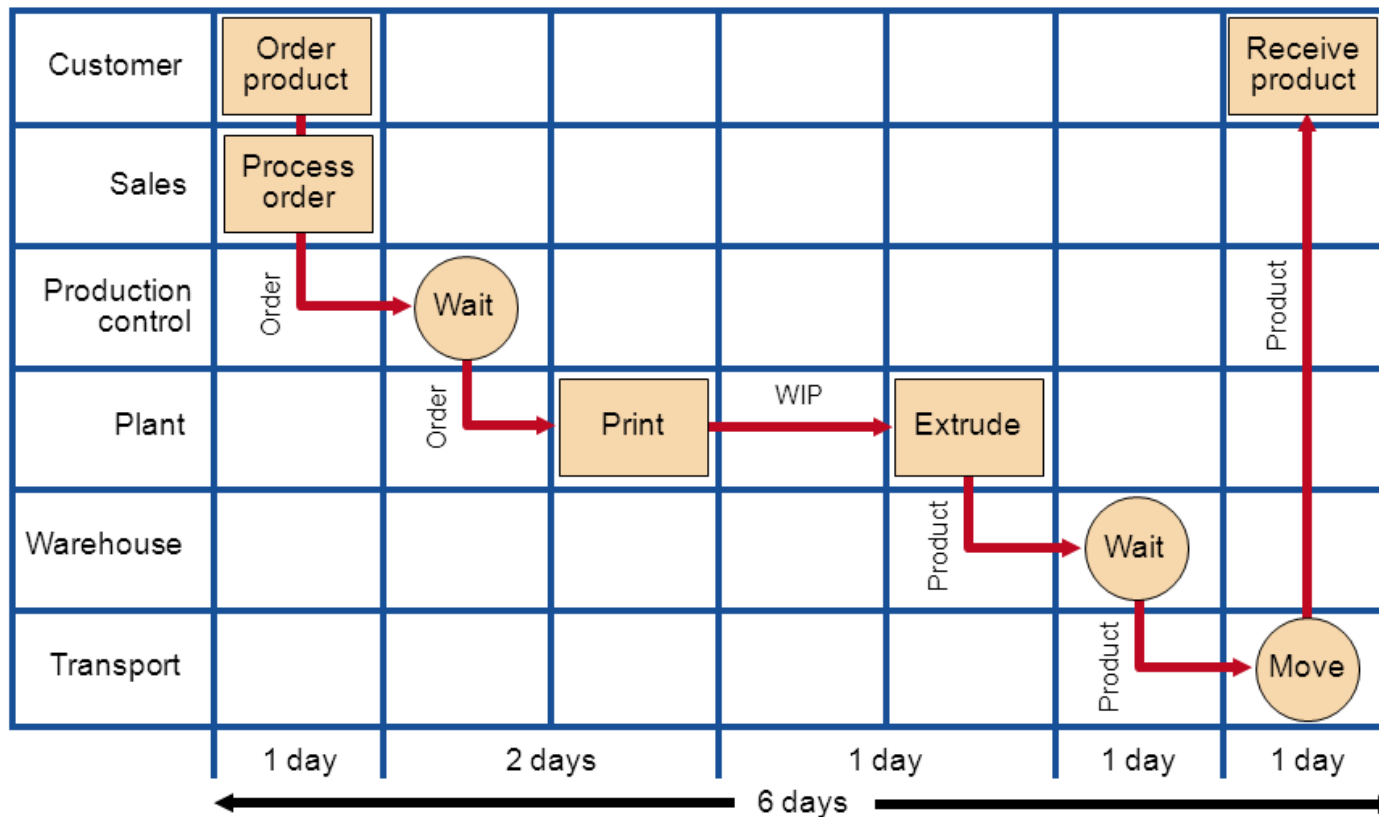 Customer
Order
product
Receive
product
Sales
Process
order
Production
control
Order
Wait
Product
Plant
Order
Print
WIP
Extrude
Warehouse
Product
Wait
Transport
Product
Move
1 day
2 days
1 day
1 day
1 day
6 days